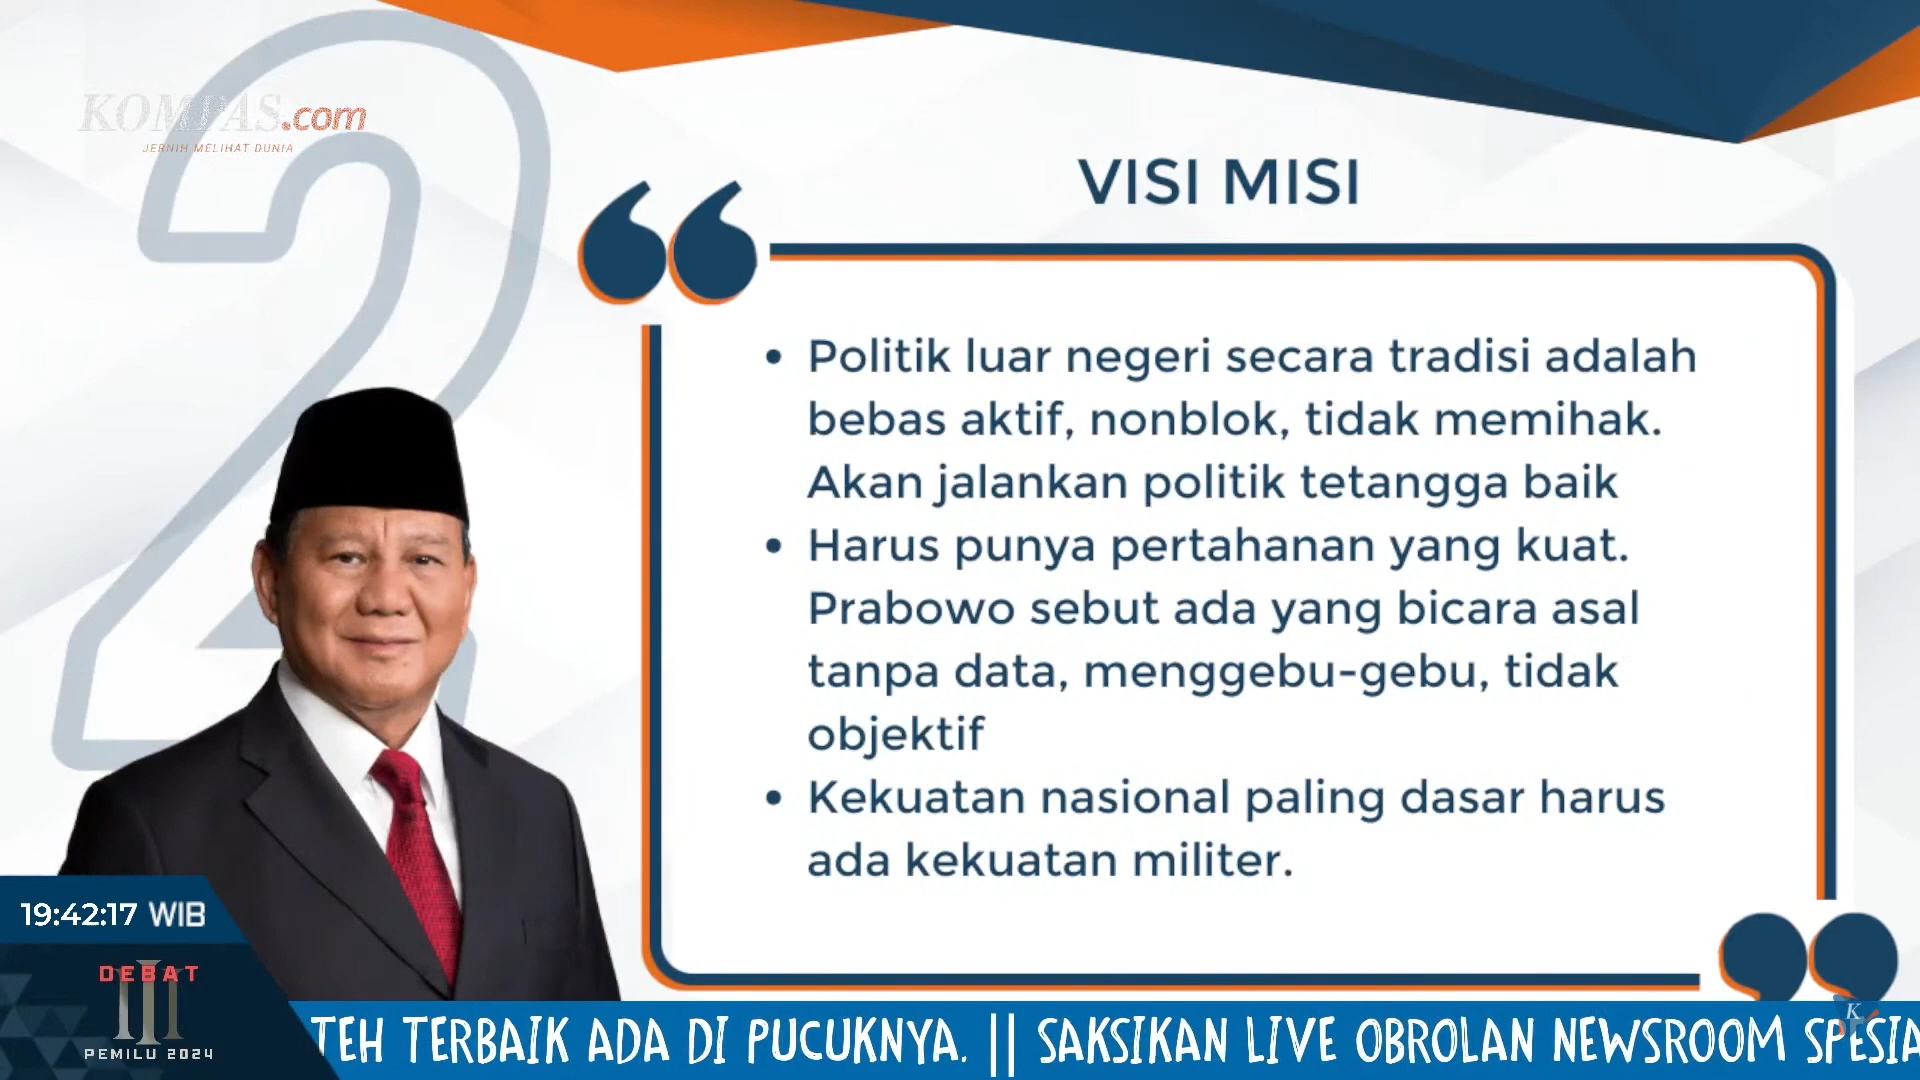 2
KOMPAS.com
JERNIH MELIHAT DUNIA
VISI MISI
• Politik luar negeri secara tradisi adalah
bebas aktif, nonblok, tidak memihak.
Akan jalankan politik tetangga baik
• Harus punya pertahanan yang kuat.
Prabowo sebut ada yang bicara asal
tanpa data, menggebu-gebu, tidak
objektif
• Kekuatan nasional paling dasar harus
ada kekuatan militer.
19:42:17 WIB
DEBAT
III
PEMILU 2024
TEH TERBAIK ADA DI PUCUKNYA. || SAKSIKAN LIVE OBROLAN NEWSROOM SPESIA
K